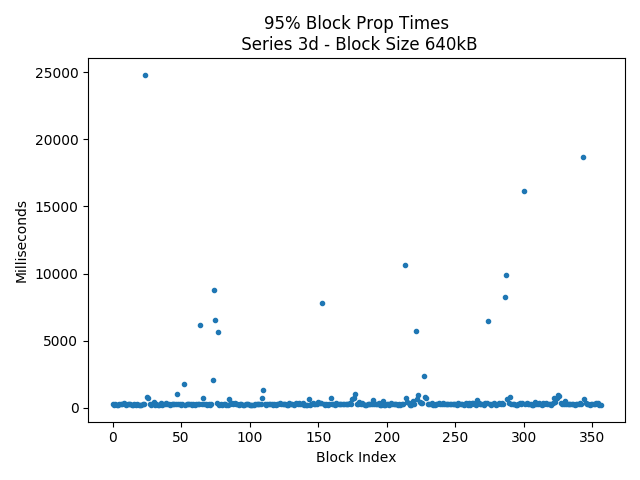 95% Block Prop Times
Series 3d - Block Size 640kB
25000
20000
15000
10000
5000
0
Milliseconds
0 50 100 150 200 250 300 350
Block Index